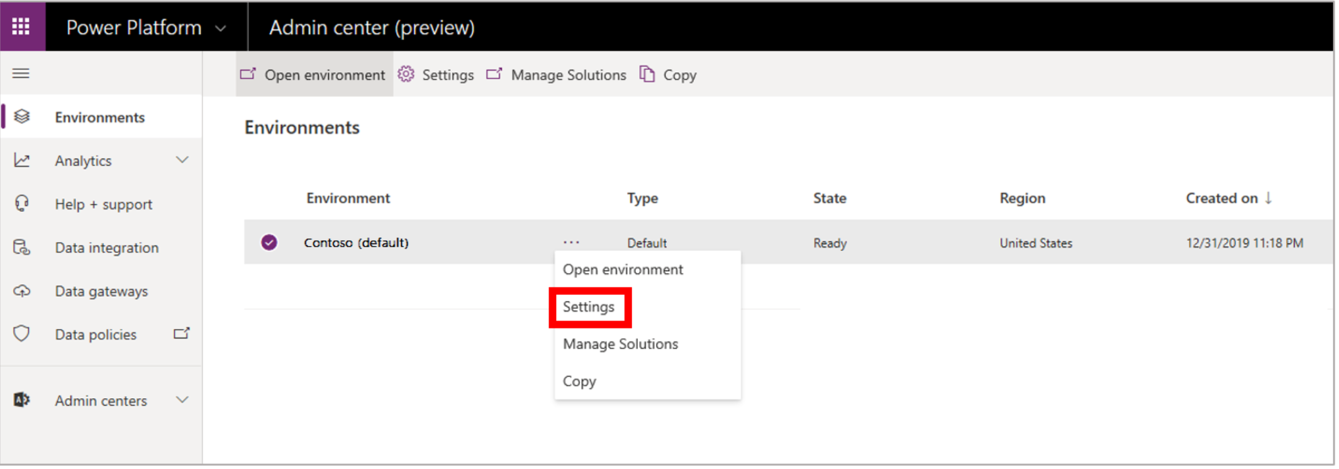 Power Platform
Admin center (preview)
Open environment Settings Manage Solutions Copy
Environments
Analytics
Help + support
Data integration
Data gateways
Data policies
Admin centers
Environments
Environment Type State Region Created on ↓
Contoso (default) ... Default Ready United States 12/31/2019 11:18 PM
Open environment
Settings
Manage Solutions
Copy